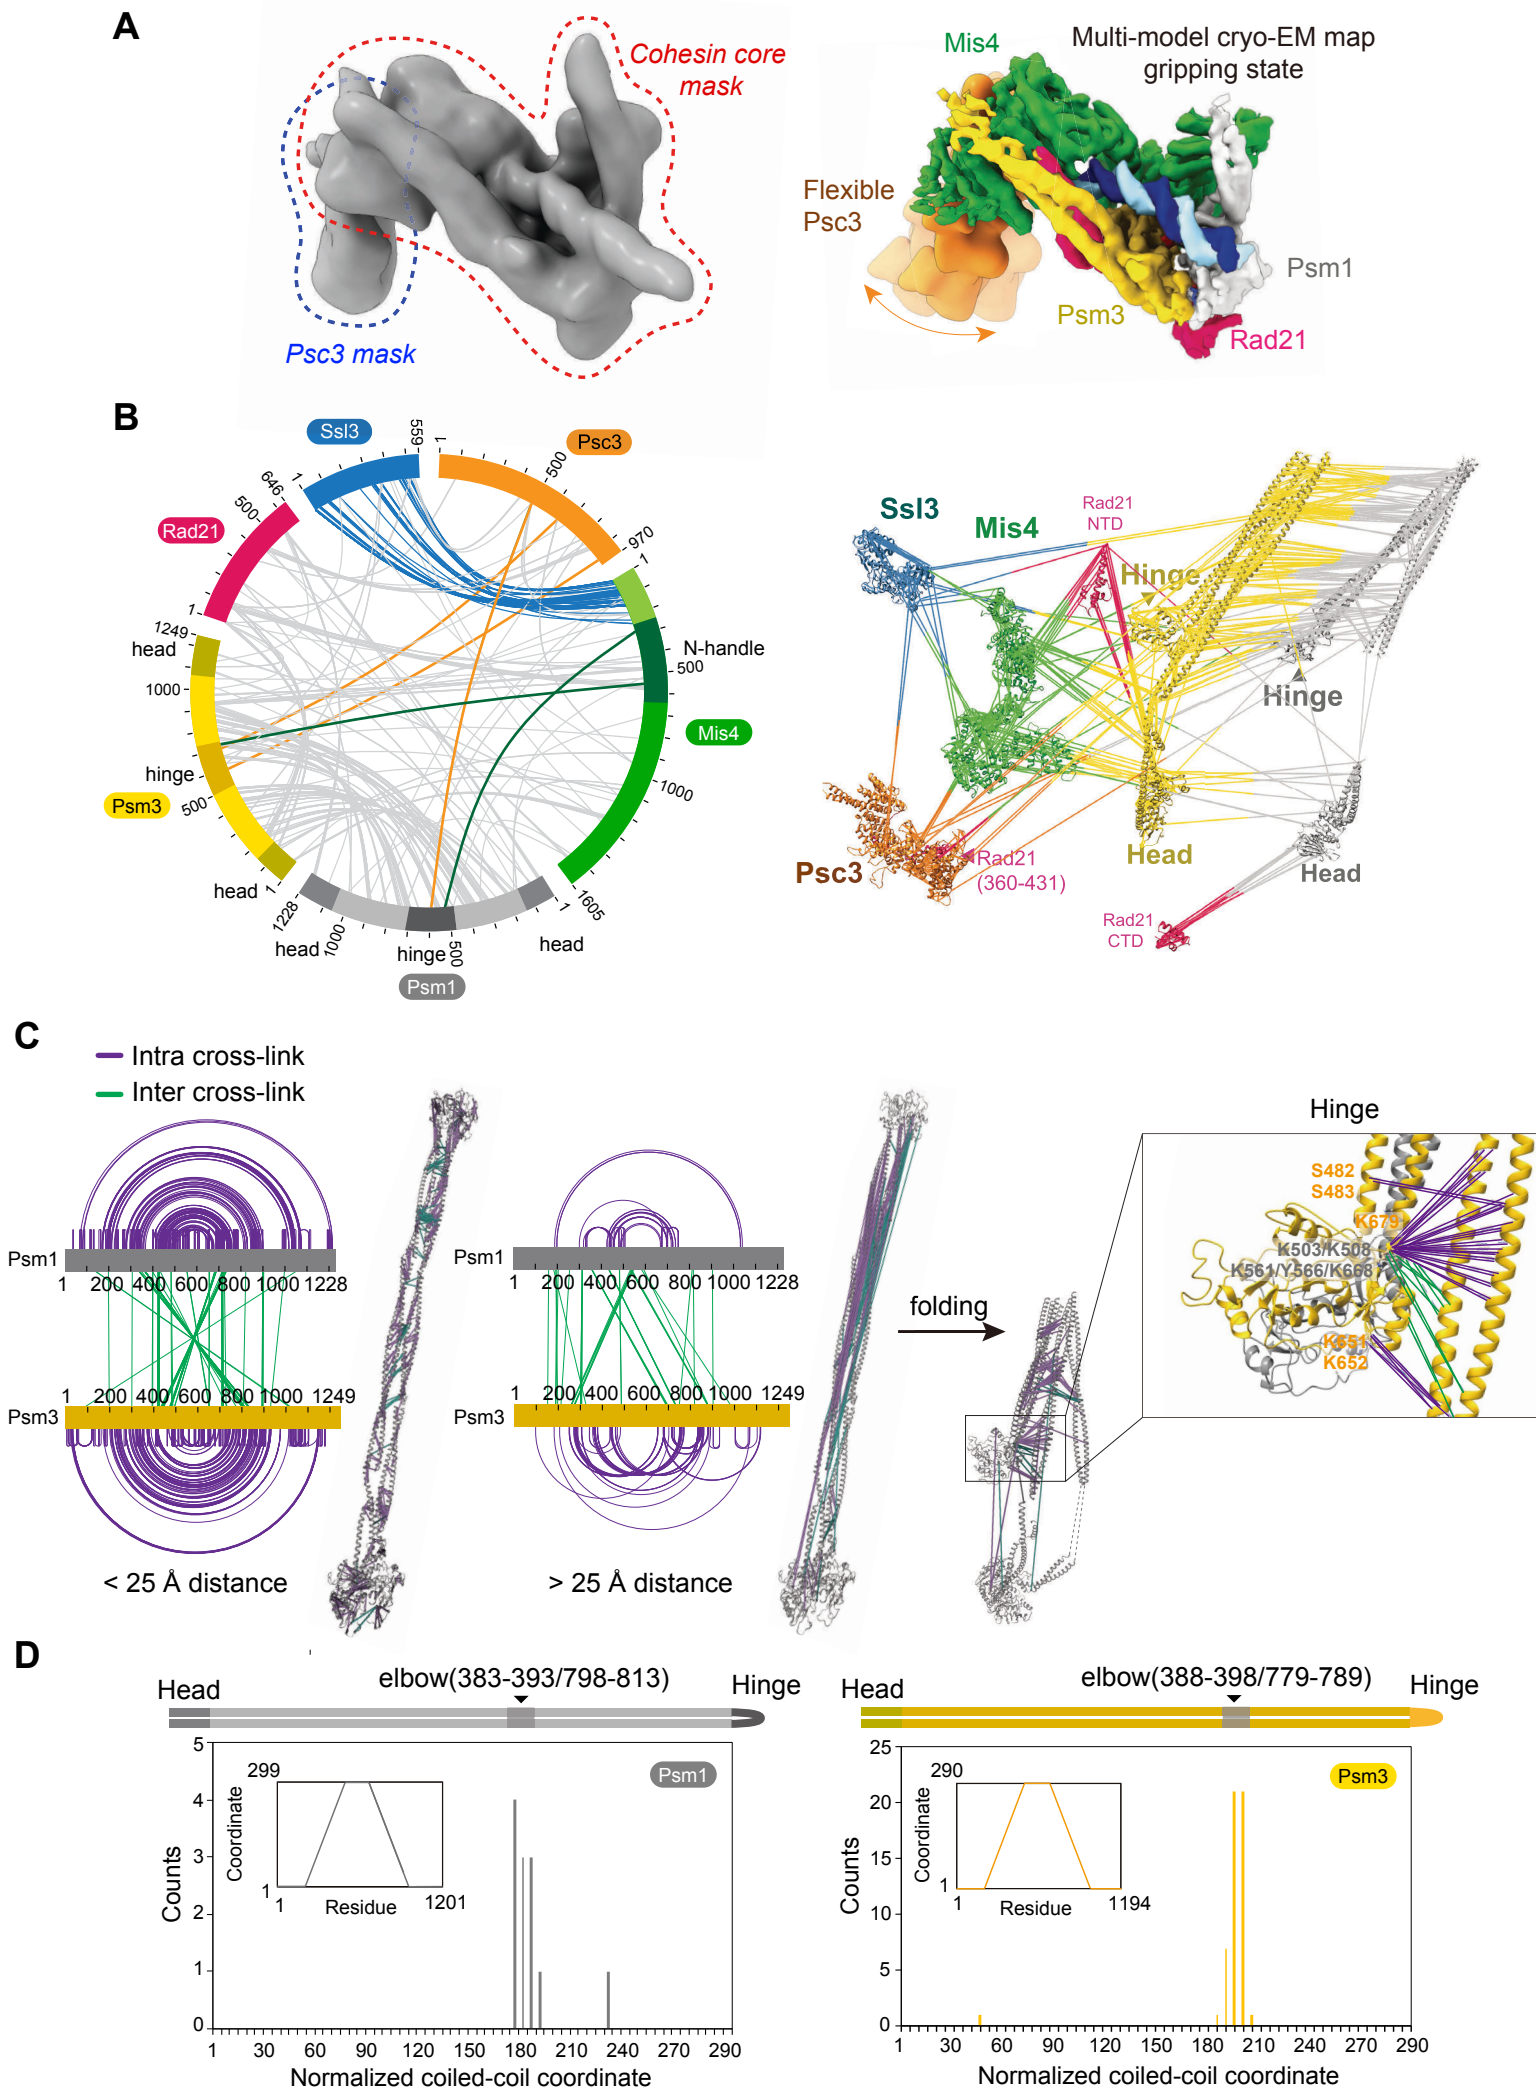 A
Cohesin core
mask
Psc3 mask
Mis4
Multi-model cryo-EM map
gripping state
Flexible
Psc3
Psm3
Psm1
Rad21
B
Ssl3
559
1
Psc3
500
970
1
646
500
Rad21
1
1
1249
head
1000
hinge
Psm3
500
head
1
1228
head
1000
hinge
500
Psm1
head
1
1605
1000
Mis4
500
N-handle
Ssl3
Mis4
Rad21
NTD
Hinge
Hinge
Psc3
Rad21
(360-431)
Head
Head
Rad21
CTD
C
Intra cross-link
Inter cross-link
Psm1
1 200 400 600 800 1000 1228
1 200 400 600 800 1000 1249
Psm3
< 25 Å distance
Psm1
1 200 400 600 800 1000 1228
1 200 400 600 800 1000 1249
Psm3
> 25 Å distance
folding
Hinge
S482
S483
K679
K503/K508
K561/Y566/K668
K651
K652
D
Head
elbow(383-393/798-813)
Hinge
5
4
3
2
1
0
Counts
299
Coordinate
1
1
Residue
1201
Psm1
1 30 60 90 120 150 180 210 240 290
Normalized coiled-coil coordinate
Head
elbow(388-398/779-789)
Hinge
25
20
15
10
5
0
Counts
290
Coordinate
1
1
Residue
1194
Psm3
1 30 60 90 120 150 180 210 240 290
Normalized coiled-coil coordinate